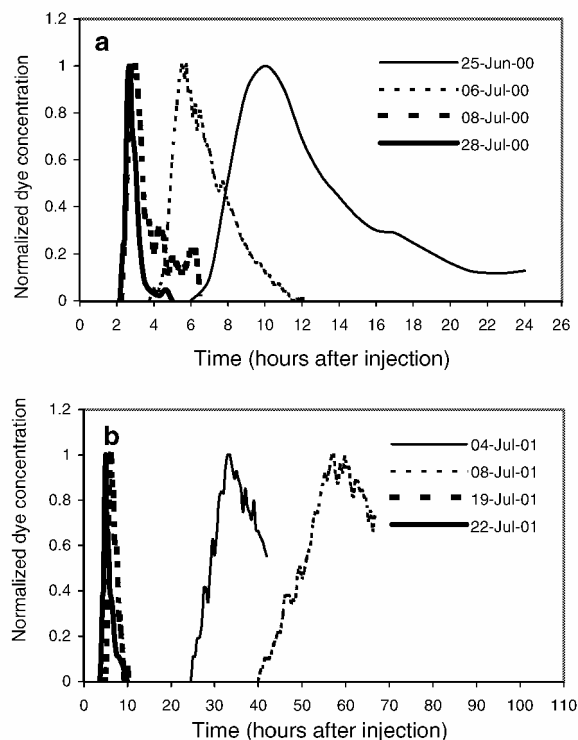 a
Normalized dye concentration
1.2
1
0.8
0.6
0.4
0.2
0
25-Jun-00
06-Jul-00
08-Jul-00
28-Jul-00
0 2 4 6 8 10 12 14 16 18 20 22 24 26
Time (hours after injection)
b
Normalized dye concentration
1.2
1
0.8
0.6
0.4
0.2
0
04-Jul-01
08-Jul-01
19-Jul-01
22-Jul-01
0 10 20 30 40 50 60 70 80 90 100 110
Time (hours after injection)